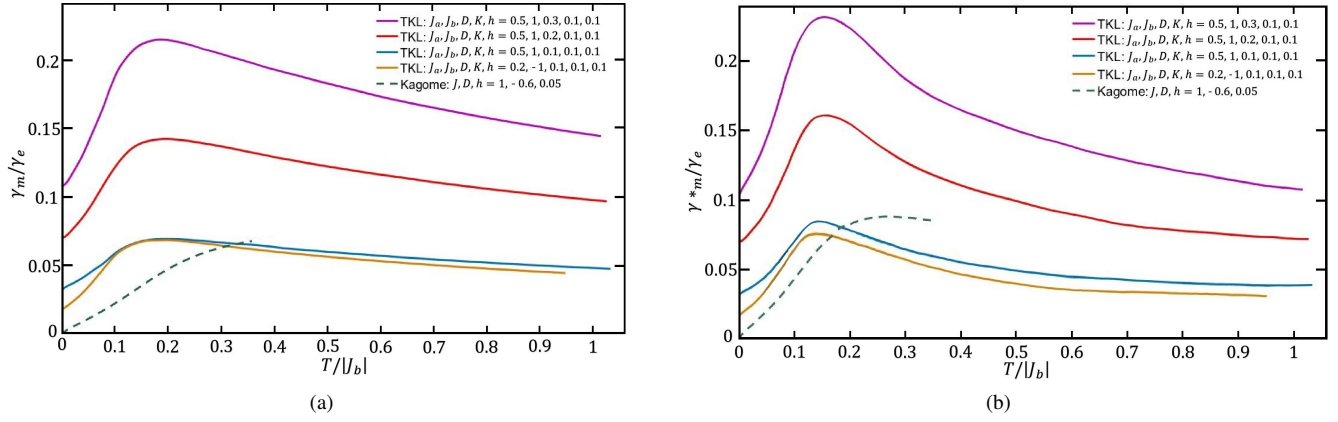 TKL: J_a, J_b, D, K, h = 0.5, 1, 0.3, 0.1, 0.1
TKL: J_a, J_b, D, K, h = 0.5, 1, 0.2, 0.1, 0.1
TKL: J_a, J_b, D, K, h = 0.5, 1, 0.1, 0.1, 0.1
TKL: J_a, J_b, D, K, h = 0.2, -1, 0.1, 0.1, 0.1
Kagome: J, D, h = 1, - 0.6, 0.05
γ_m/γ_e
0.2
0.15
0.1
0.05
0
0 0.1 0.2 0.3 0.4 0.5 0.6 0.7 0.8 0.9 1
T/|J_b|
(a)
TKL: J_a, J_b, D, K, h = 0.5, 1, 0.3, 0.1, 0.1
TKL: J_a, J_b, D, K, h = 0.5, 1, 0.2, 0.1, 0.1
TKL: J_a, J_b, D, K, h = 0.5, 1, 0.1, 0.1, 0.1
TKL: J_a, J_b, D, K, h = 0.2, -1, 0.1, 0.1, 0.1
Kagome: J, D, h = 1, - 0.6, 0.05
γ*_m/γ_e
0.2
0.15
0.1
0.05
0
0 0.1 0.2 0.3 0.4 0.5 0.6 0.7 0.8 0.9 1
T/|J_b|
(b)